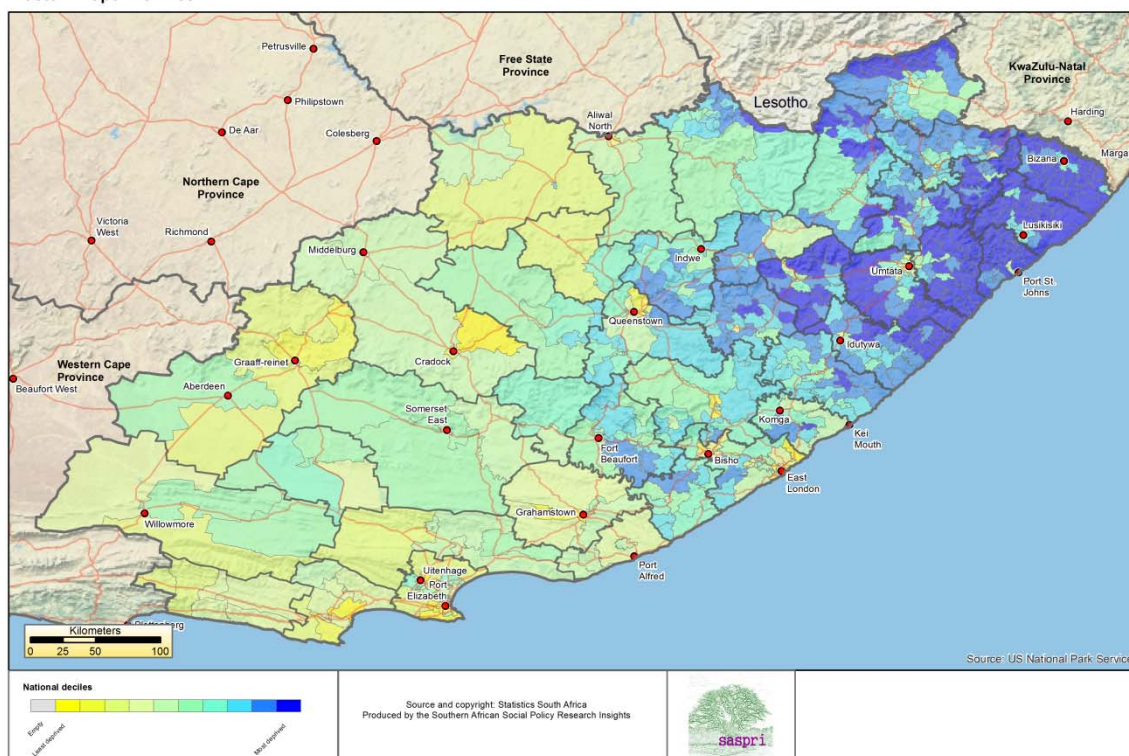 Petrusville
Free State
Province
KwaZulu-Natal
Province
Lesotho
Philipstown
Harding
Aliwal
North
De Aar
Colesberg
Bizana
Northern Cape
Province
Lusikisiki
Victoria
West
Richmond
Middelburg
Indwe
Umtata
Port St.
Johns
Queenstown
Idutywa
Western Cape
Province
Graaff-reinet
Cradock
Beaufort West
Aberdeen
Somerset
East
Komga
Kei
Mouth
Fort
Beaufort
Bisho
East
London
Willowmore
Grahamstown
Port
Alfred
Uitenhage
Port
Elizabeth
Kilometers
0 25 50 100
Source: US National Park Service
National deciles
Empty
Least deprived
Most deprived
Source and copyright: Statistics South Africa
Produced by the Southern African Social Policy Research Insights
saspri